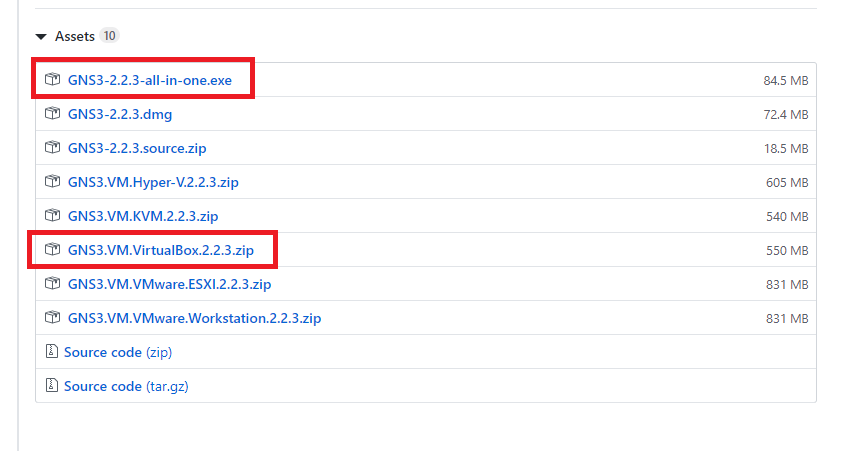 Assets 10
GNS3-2.2.3-all-in-one.exe 84.5 MB
GNS3-2.2.3.dmg 72.4 MB
GNS3-2.2.3.source.zip 18.5 MB
GNS3.VM.Hyper-V.2.2.3.zip 605 MB
GNS3.VM.KVM.2.2.3.zip 540 MB
GNS3.VM.VirtualBox.2.2.3.zip 550 MB
GNS3.VM.VMware.ESXI.2.2.3.zip 831 MB
GNS3.VM.VMware.Workstation.2.2.3.zip 831 MB
Source code (zip)
Source code (tar.gz)